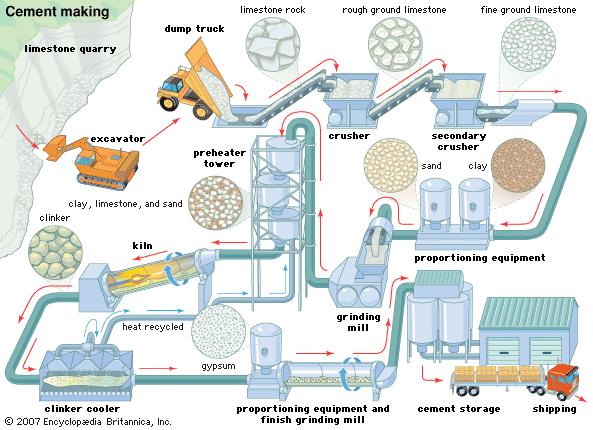 Cement making
limestone quarry
dump truck
limestone rock
rough ground limestone
fine ground limestone
excavator
crusher
secondary
crusher
preheater
tower
sand
clay
clay, limestone, and sand
clinker
kiln
proportioning equipment
grinding
mill
heat recycled
gypsum
clinker cooler
proportioning equipment and
finish grinding mill
cement storage
shipping
© 2007 Encyclopædia Britannica, Inc.